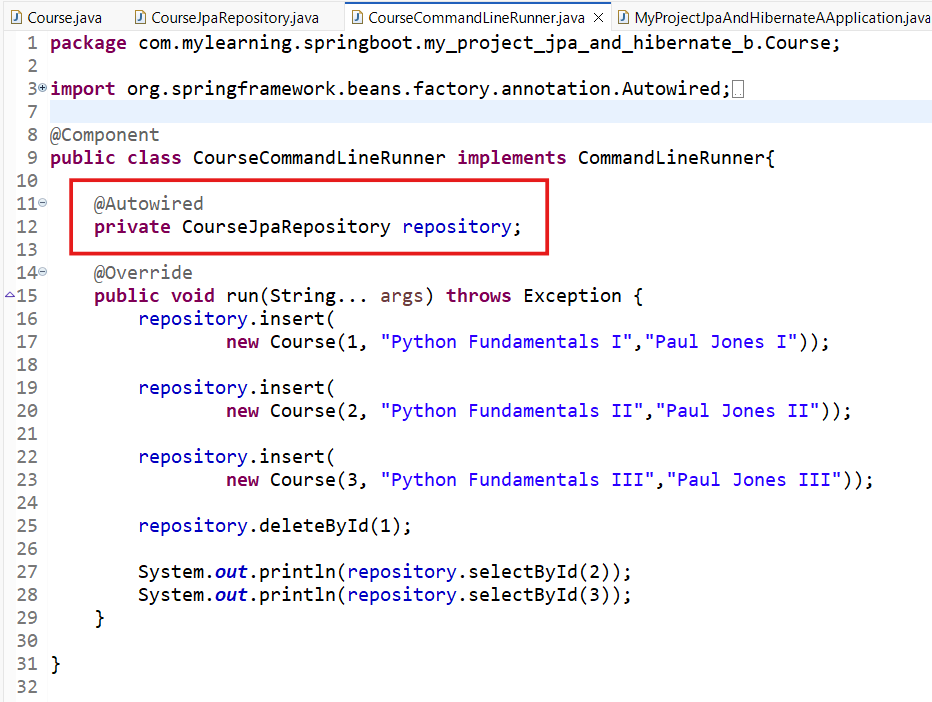 Course.java CourseJpaRepository.java CourseCommandLineRunner.java MyProjectJpaAndHibernateAApplication.java
1 package com.mylearning.springboot.my_project_jpa_and_hibernate_b.Course;
2
3 import org.springframework.beans.factory.annotation.Autowired;
7
8 @Component
9 public class CourseCommandLineRunner implements CommandLineRunner{
10
11 @Autowired
12 private CourseJpaRepository repository;
13
14 @Override
15 public void run(String... args) throws Exception {
16 repository.insert(
17 new Course(1, "Python Fundamentals I","Paul Jones I"));
18
19 repository.insert(
20 new Course(2, "Python Fundamentals II","Paul Jones II"));
21
22 repository.insert(
23 new Course(3, "Python Fundamentals III","Paul Jones III"));
24
25 repository.deleteById(1);
26
27 System.out.println(repository.selectById(2));
28 System.out.println(repository.selectById(3));
29 }
30
31 }
32